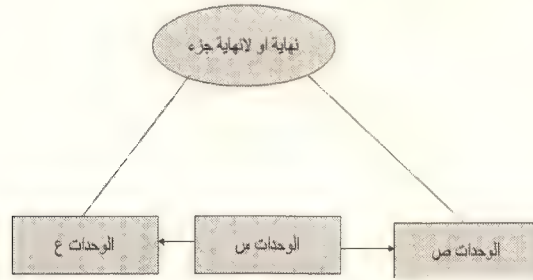 نهاية أو لانهاية جزء
الوحدات ص
الوحدات س
الوحدات ع